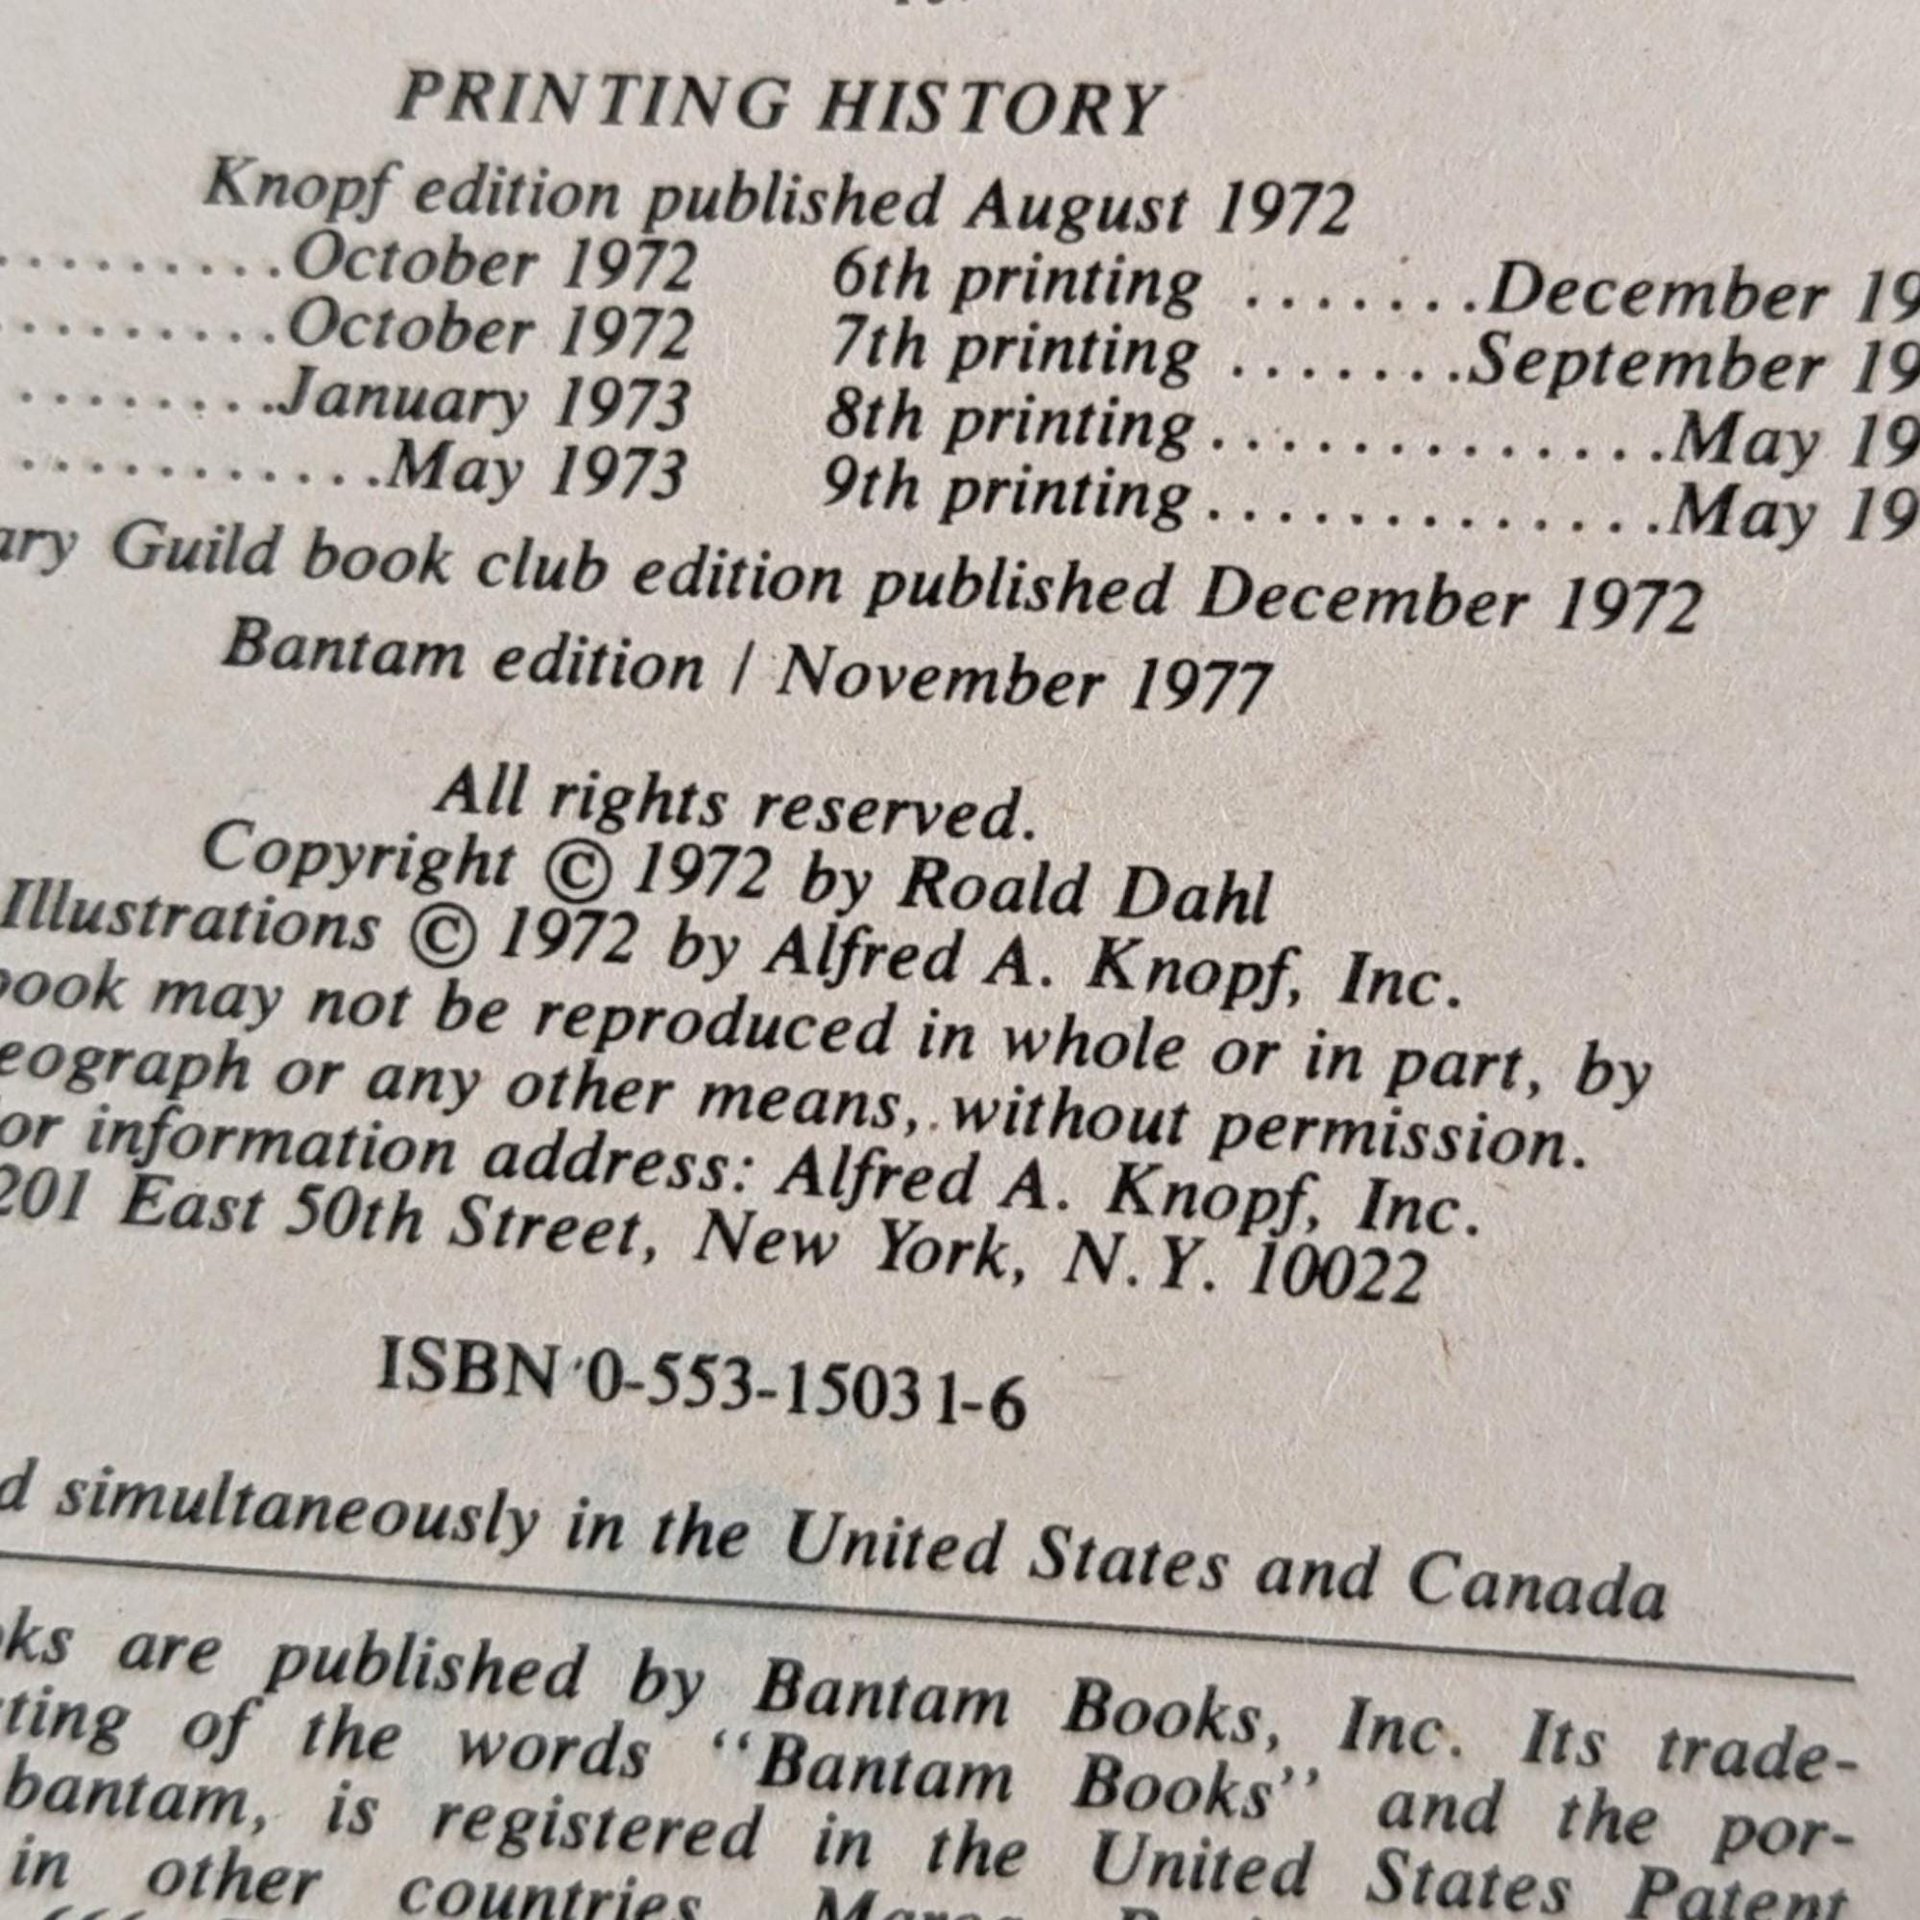 PRINTING HISTORY
Knopf edition published August 1972
.........October 1972 6th printing .......December 19
.........October 1972 7th printing .......September 19
........January 1973 8th printing.............May 19
...........May 1973 9th printing.............May 19
ary Guild book club edition published December 1972
Bantam edition / November 1977
All rights reserved.
Copyright © 1972 by Roald Dahl
Illustrations © 1972 by Alfred A. Knopf, Inc.
book may not be reproduced in whole or in part, by
eograph or any other means, without permission.
or information address: Alfred A. Knopf, Inc.
201 East 50th Street, New York, N.Y. 10022
ISBN 0-553-15031-6
d simultaneously in the United States and Canada
ks are published by Bantam Books, Inc. Its trade-
ting of the words "Bantam Books" and the por-
bantam, is registered in the United States Patent
in other countries.